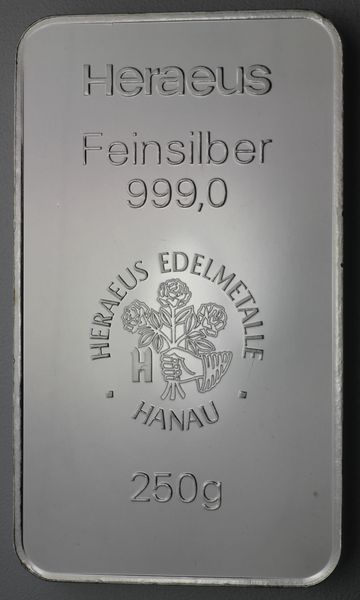 Heraeus
Feinsilber
999,0
HERAEUS EDELMETALLE
H
· HANAU ·
250g